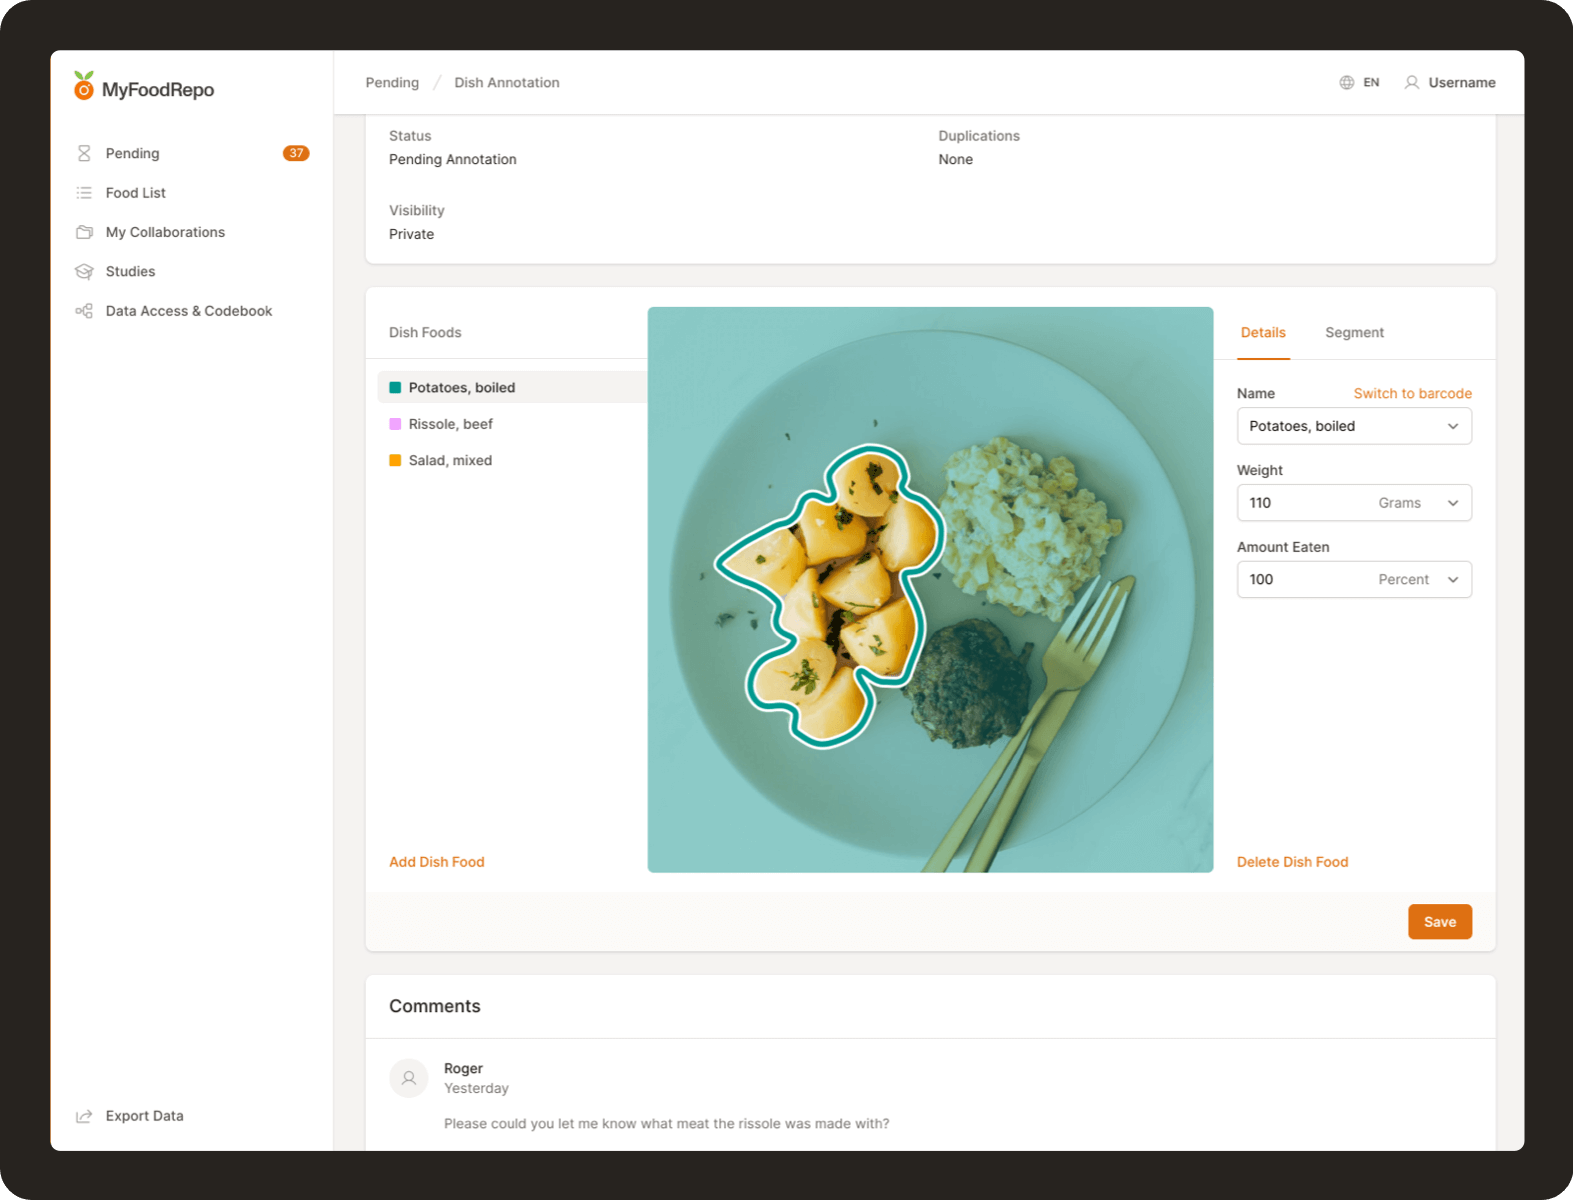 MyFoodRepo
Pending 37
Food List
My Collaborations
Studies
Data Access & Codebook
Export Data
Pending / Dish Annotation
EN Username
Status
Pending Annotation
Duplications
None
Visibility
Private
Dish Foods
Potatoes, boiled
Rissole, beef
Salad, mixed
Add Dish Food
Details Segment
Name Switch to barcode
Potatoes, boiled
Weight
110 Grams
Amount Eaten
100 Percent
Delete Dish Food
Save
Comments
Roger
Yesterday
Please could you let me know what meat the rissole was made with?